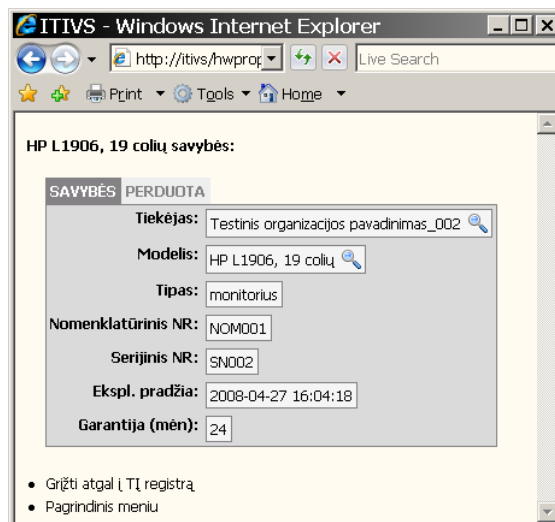 ITIVS - Windows Internet Explorer
http://itivs/hwprop
Live Search
Print Tools Home
HP L1906, 19 colių savybės:
SAVYBĖS PERDUOTA
Tiekėjas: Testinis organizacijos pavadinimas_002
Modelis: HP L1906, 19 colių
Tipas: monitorius
Nomenklatūrinis NR: NOM001
Serijinis NR: SN002
Ekspl. pradžia: 2008-04-27 16:04:18
Garantija (mėn): 24
• Grįžti atgal į TĮ registrą
• Pagrindinis meniu